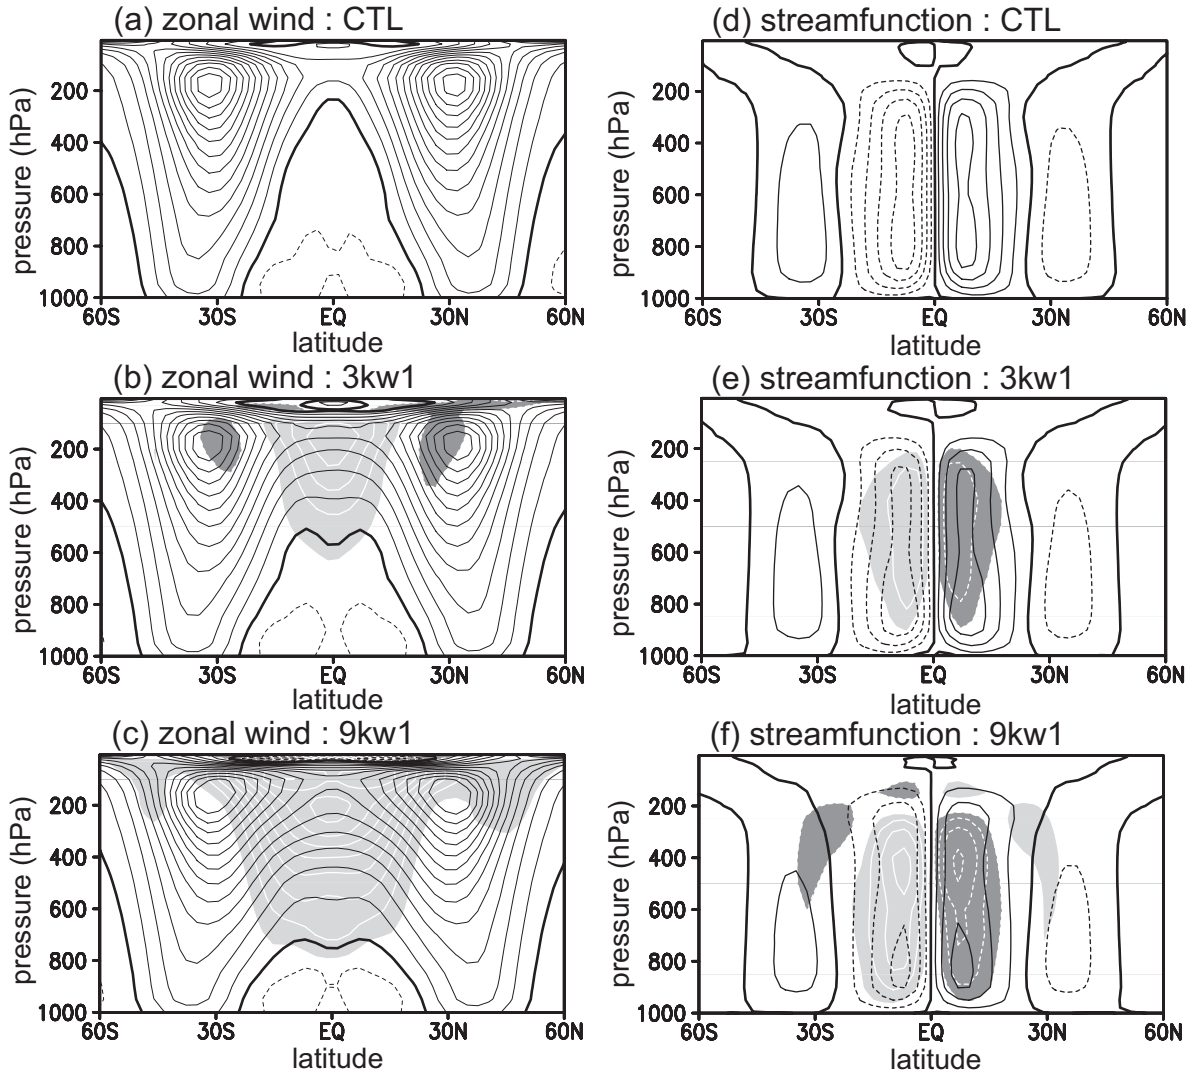 (a) zonal wind : CTL
pressure (hPa)
200
400
600
800
1000
60S 30S EQ 30N 60N
latitude
(d) streamfunction : CTL
pressure (hPa)
200
400
600
800
1000
60S 30S EQ 30N 60N
latitude
(b) zonal wind : 3kw1
pressure (hPa)
200
400
600
800
1000
60S 30S EQ 30N 60N
latitude
(e) streamfunction : 3kw1
pressure (hPa)
200
400
600
800
1000
60S 30S EQ 30N 60N
latitude
(c) zonal wind : 9kw1
pressure (hPa)
200
400
600
800
1000
60S 30S EQ 30N 60N
latitude
(f) streamfunction : 9kw1
pressure (hPa)
200
400
600
800
1000
60S 30S EQ 30N 60N
latitude